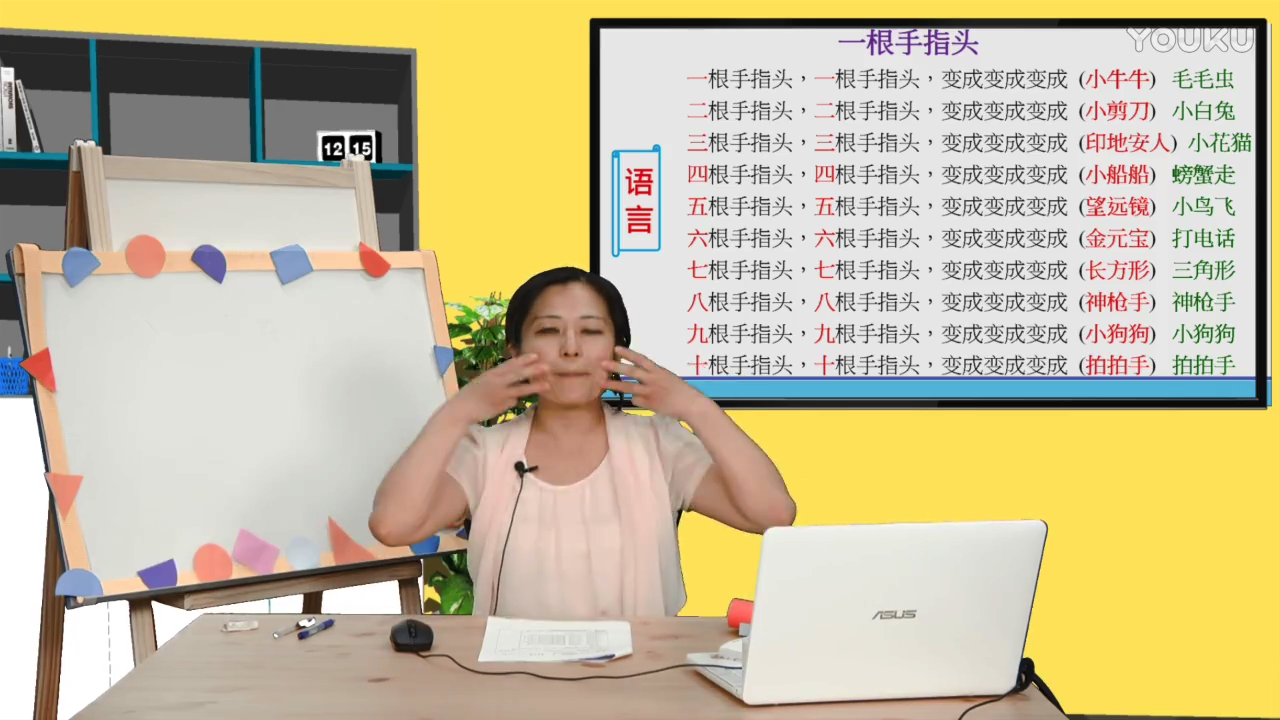 YOUKU
一根手指头
一根手指头，一根手指头，变成变成变成 (小牛牛) 毛毛虫
二根手指头，二根手指头，变成变成变成 (小剪刀) 小白兔
三根手指头，三根手指头，变成变成变成 (印地安人) 小花猫
四根手指头，四根手指头，变成变成变成 (小船船) 螃蟹走
五根手指头，五根手指头，变成变成变成 (望远镜) 小鸟飞
六根手指头，六根手指头，变成变成变成 (金元宝) 打电话
七根手指头，七根手指头，变成变成变成 (长方形) 三角形
八根手指头，八根手指头，变成变成变成 (神枪手) 神枪手
九根手指头，九根手指头，变成变成变成 (小狗狗) 小狗狗
十根手指头，十根手指头，变成变成变成 (拍拍手) 拍拍手
语
言
12 15
ASUS